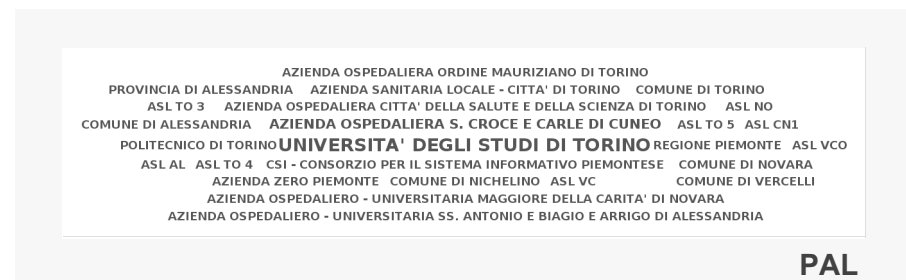 AZIENDA OSPEDALIERA ORDINE MAURIZIANO DI TORINO
PROVINCIA DI ALESSANDRIA AZIENDA SANITARIA LOCALE - CITTA' DI TORINO COMUNE DI TORINO
ASL TO 3 AZIENDA OSPEDALIERA CITTA' DELLA SALUTE E DELLA SCIENZA DI TORINO ASL NO
COMUNE DI ALESSANDRIA AZIENDA OSPEDALIERA S. CROCE E CARLE DI CUNEO ASL TO 5 ASL CN1
POLITECNICO DI TORINO UNIVERSITA' DEGLI STUDI DI TORINO REGIONE PIEMONTE ASL VCO
ASL AL ASL TO 4 CSI - CONSORZIO PER IL SISTEMA INFORMATIVO PIEMONTESE COMUNE DI NOVARA
AZIENDA ZERO PIEMONTE COMUNE DI NICHELINO ASL VC COMUNE DI VERCELLI
AZIENDA OSPEDALIERO - UNIVERSITARIA MAGGIORE DELLA CARITA' DI NOVARA
AZIENDA OSPEDALIERO - UNIVERSITARIA SS. ANTONIO E BIAGIO E ARRIGO DI ALESSANDRIA
PAL